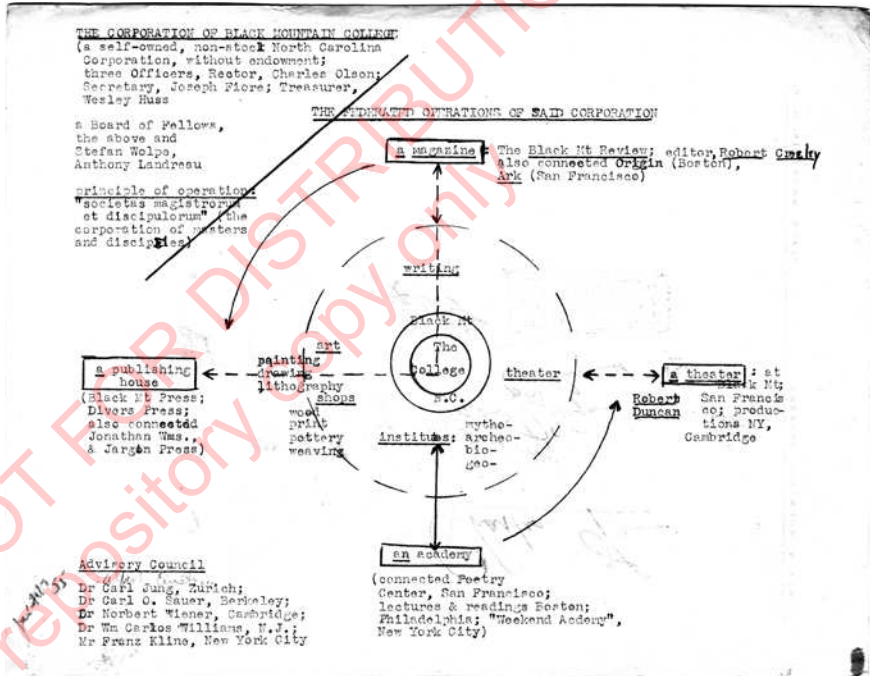 THE CORPORATION OF BLACK MOUNTAIN COLLEGE
(a self-owned, non-stock North Carolina
Corporation, without endowment;
three Officers, Rector, Charles Olson;
Secretary, Joseph Fiore; Treasurer,
Wesley Huss
a Board of Fellows,
the above and
Stefan Wolpe,
Anthony Landreau
principle of operation:
"societas magistrorum
et discipulorum" (the
corporation of masters
and disciples)
THE FEDERATED OPERATIONS OF SAID CORPORATION
a magazine : The Black Mt Review; editor, Robert Creeley
also connected Origin (Boston),
Ark (San Francisco)
writing
Black Mt
The
College
N.C.
art
painting
drawing
lithography
shops
wood
print
pottery
weaving
theater
institutes:
mytho-
archeo-
bio-
geo-
a publishing
house
(Black Mt Press;
Divers Press;
also connected
Jonathan Wms.,
& Jargon Press)
a theater : at
Black Mt;
San Francis
co; produc-
tions NY,
Cambridge
Robert
Duncan
an academy
(connected Poetry
Center, San Francisco;
lectures & readings Boston;
Philadelphia; "Weekend Acdemy",
New York City)
Advisory Council
Dr Carl Jung, Zurich;
Dr Carl O. Sauer, Berkeley;
Dr Norbert Wiener, Cambridge;
Dr Wm Carlos Williams, N.J.;
Mr Franz Kline, New York City
NOT FOR DISTRIBUTION
repository copy only